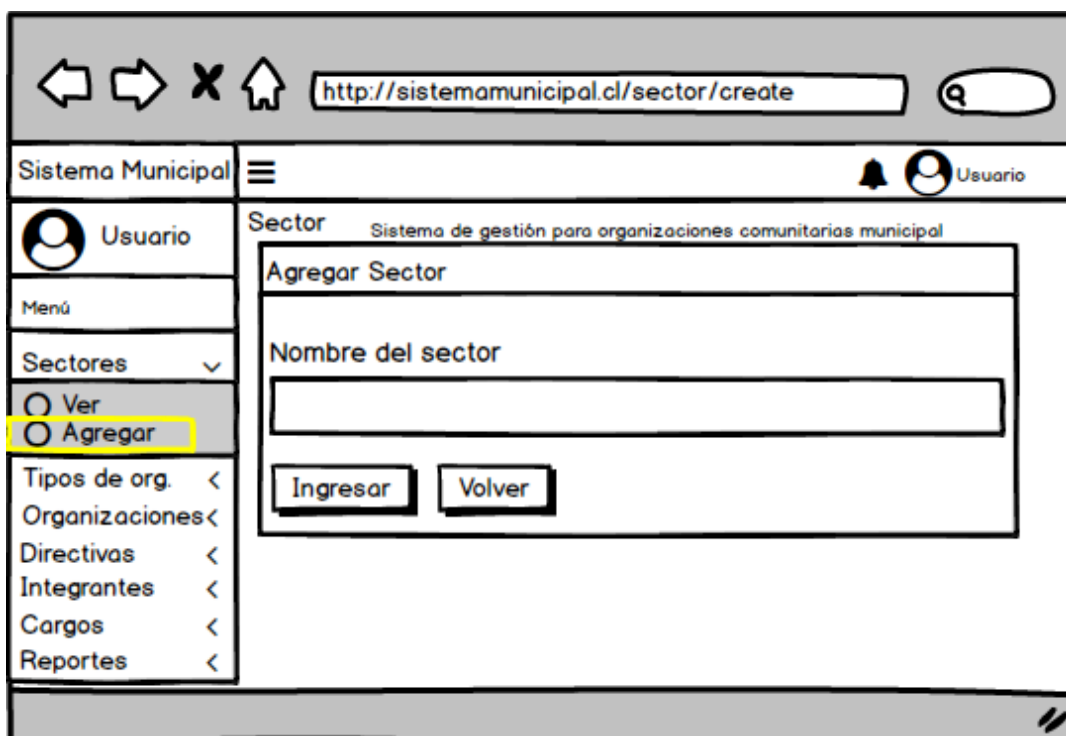 http://sistemamunicipal.cl/sector/create
Sistema Municipal
Usuario
Usuario
Menú
Sectores
Ver
Agregar
Tipos de org.
Organizaciones
Directivas
Integrantes
Cargos
Reportes
Sector
Sistema de gestión para organizaciones comunitarias municipal
Agregar Sector
Nombre del sector
Ingresar
Volver